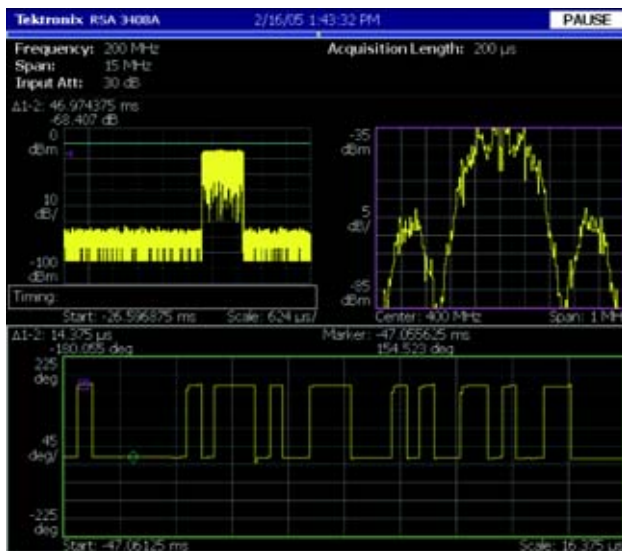 Tektronix RSA 3408A 2/16/05 1:43:32 PM PAUSE
Frequency: 200 MHz Acquisition Length: 200 µs
Span: 15 MHz
Input Att: 30 dB
Δ1-2: 46.974375 ms
-68.407 dB
0
dBm
10
dB/
-100
dBm
Timing:
Start: -26.596875 ms Scale: 624 µs/
-35
dBm
5
dB/
-85
dBm
Center: 400 MHz Span: 1 MH
Δ1-2: 14.375 µs Marker: -47.055625 ms
-180.055 deg 154.523 deg
225
deg
45
deg/
-225
deg
Start: -47.06125 ms Scale: 16.375 µs